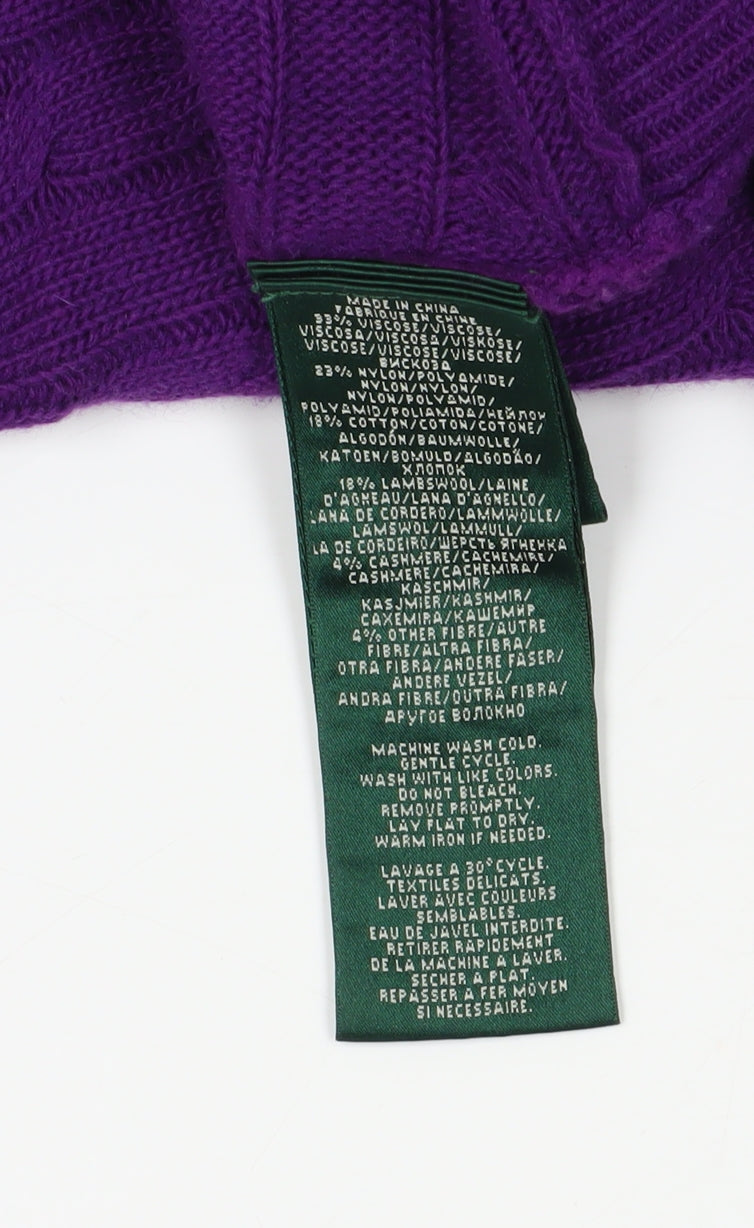 MADE IN CHINA
FABRIQUE EN CHINE
33% VISCOSE/VISCOSE/
VISCOSA/VISCOSA/VISKOSE/
VISCOSE/VISCOSE/VISCOSE/
ВИСКОЗА
23% NYLON/POLYAMIDE/
NYLON/NYLON/
NYLON/POLYAMID/
POLYAMID/POLIAMIDA/НЕЙЛОН
18% COTTON/COTON/COTONE/
ALGODÓN/BAUMWOLLE/
KATOEN/BOMULD/ALGODÃO/
ХЛОПОК
18% LAMBSWOOL/LAINE
D'AGNEAU/LANA D'AGNELLO/
LANA DE CORDERO/LAMMWOLLE/
LAMSWOL/LAMMULL/
LA DE CORDEIRO/ШЕРСТЬ ЯГНЕНКА
4% CASHMERE/CACHEMIRE/
CASHMERE/CACHEMIRA/
KASCHMIR/
KASJMIER/KASHMIR/
CAXEMIRA/КАШЕМИР
4% OTHER FIBRE/AUTRE
FIBRE/ALTRA FIBRA/
OTRA FIBRA/ANDERE FASER/
ANDERE VEZEL/
ANDRA FIBRE/OUTRA FIBRA/
ДРУГОЕ ВОЛОКНО
MACHINE WASH COLD.
GENTLE CYCLE.
WASH WITH LIKE COLORS.
DO NOT BLEACH.
REMOVE PROMPTLY.
LAY FLAT TO DRY.
WARM IRON IF NEEDED.
LAVAGE A 30° CYCLE.
TEXTILES DELICATS.
LAVER AVEC COULEURS
SEMBLABLES.
EAU DE JAVEL INTERDITE.
RETIRER RAPIDEMENT
DE LA MACHINE A LAVER.
SECHER A PLAT.
REPASSER A FER MOYEN
SI NECESSAIRE.